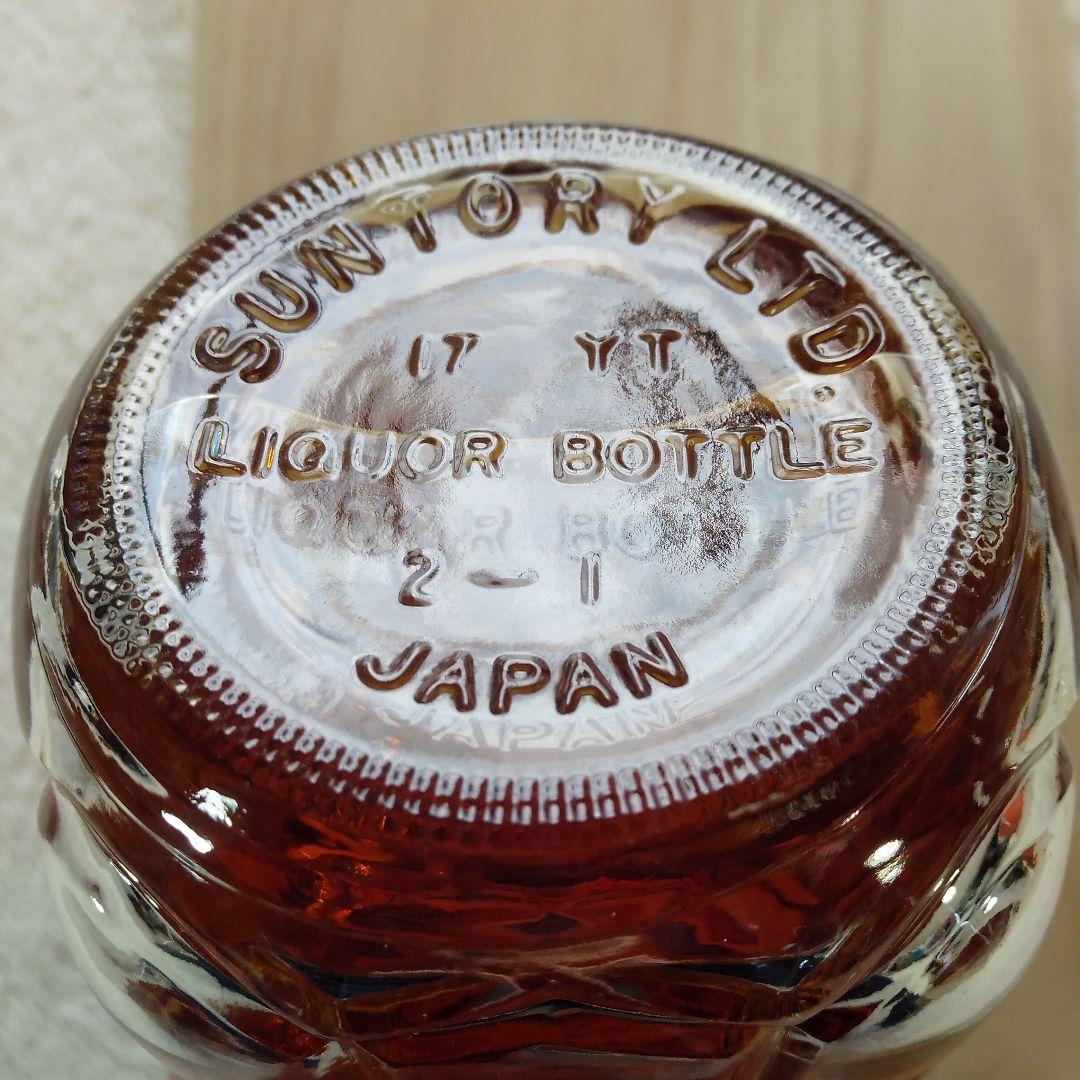 SUNTORY LTD.
17 YT
LIQUOR BOTTLE
2-1
JAPAN